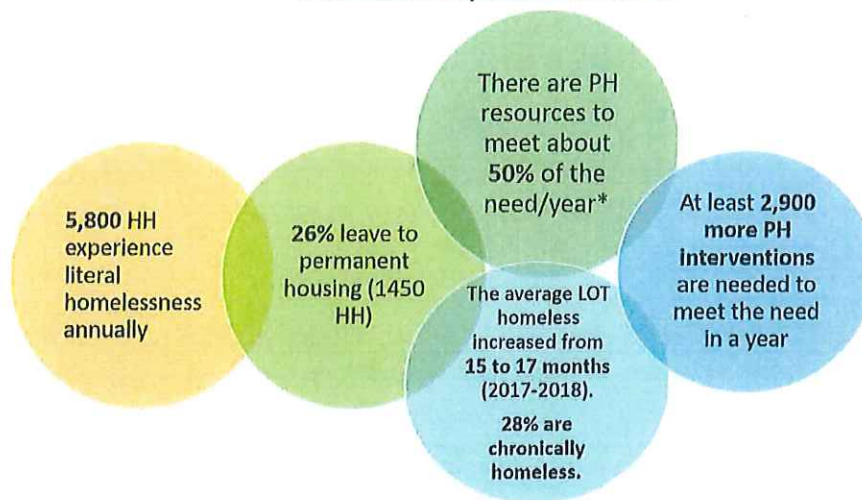 5,800 HH
experience
literal
homelessness
annually
26% leave to
permanent
housing (1450
HH)
There are PH
resources to
meet about
50% of the
need/year*
The average LOT
homeless
increased from
15 to 17 months
(2017-2018).
28% are
chronically
homeless.
At least 2,900
more PH
interventions
are needed to
meet the need
in a year